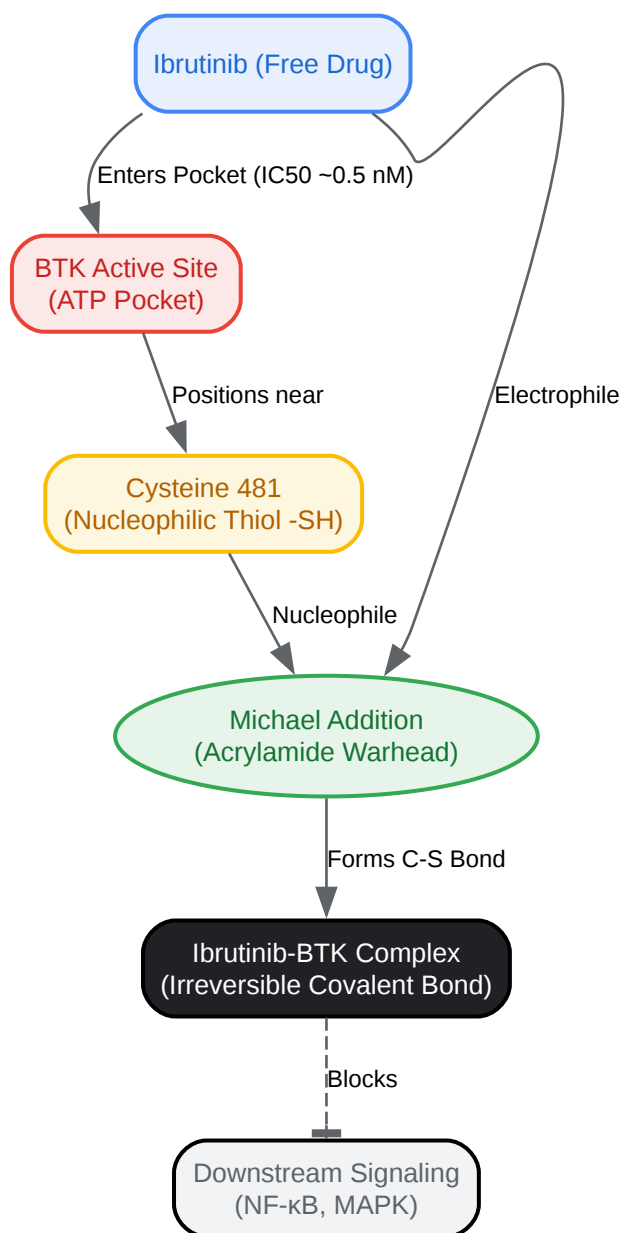 Ibrutinib (Free Drug)
Enters Pocket (IC50 ~0.5 nM)
BTK Active Site
(ATP Pocket)
Positions near
Electrophile
Cysteine 481
(Nucleophilic Thiol -SH)
Nucleophile
Michael Addition
(Acrylamide Warhead)
Forms C-S Bond
Ibrutinib-BTK Complex
(Irreversible Covalent Bond)
Blocks
Downstream Signaling
(NF-κB, MAPK)